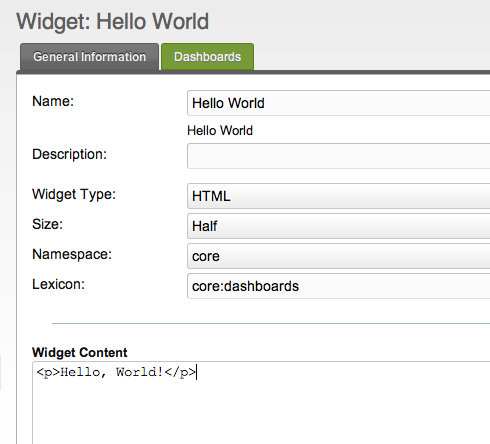 Widget: Hello World
General Information Dashboards
Name: Hello World
Hello World
Description:
Widget Type: HTML
Size: Half
Namespace: core
Lexicon: core:dashboards
Widget Content
<p>Hello, World!</p>